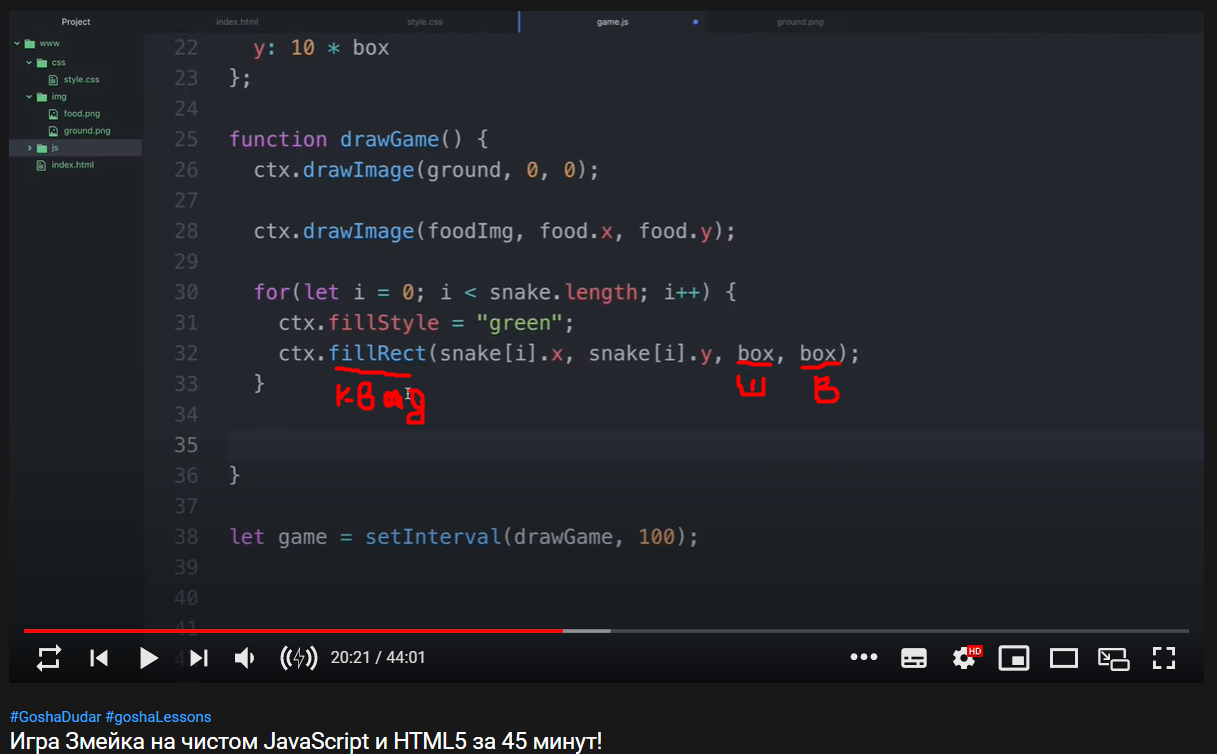 Project
index.html
style.css
game.js
ground.png
www
css
style.css
img
food.png
ground.png
js
index.html
22 y: 10 * box
23 };
24
25 function drawGame() {
26 ctx.drawImage(ground, 0, 0);
27
28 ctx.drawImage(foodImg, food.x, food.y);
29
30 for(let i = 0; i < snake.length; i++) {
31 ctx.fillStyle = "green";
32 ctx.fillRect(snake[i].x, snake[i].y, box, box);
33 }
квад Ш В
34
35
36 }
37
38 let game = setInterval(drawGame, 100);
39
40
41
20:21 / 44:01
HD
#GoshaDudar #goshaLessons
Игра Змейка на чистом JavaScript и HTML5 за 45 минут!